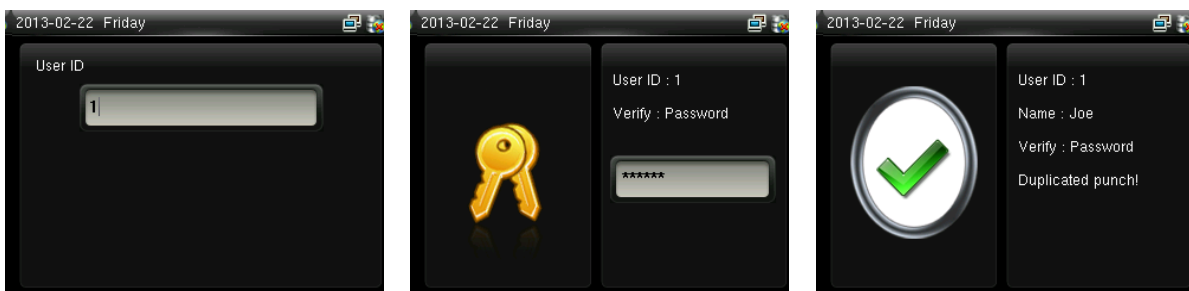 2013-02-22 Friday
User ID
1
2013-02-22 Friday
User ID : 1
Verify : Password
******
2013-02-22 Friday
User ID : 1
Name : Joe
Verify : Password
Duplicated punch!